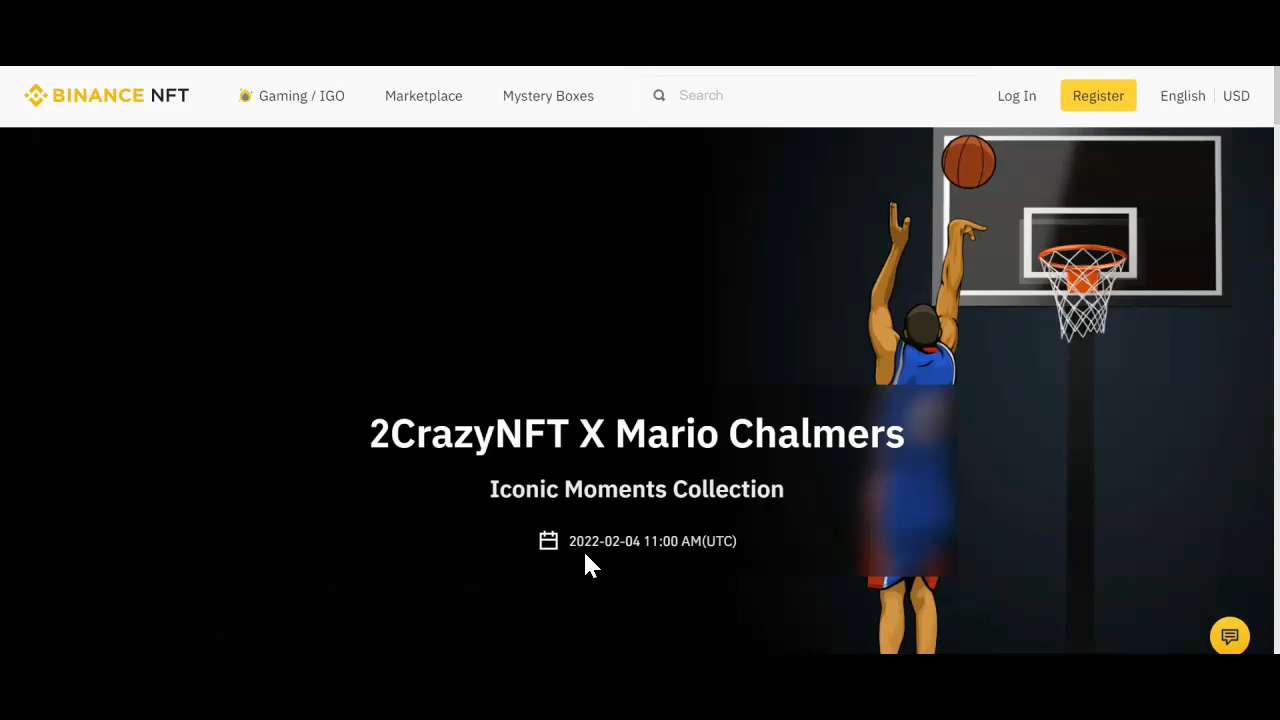 BINANCE NFT
Gaming / IGO
Marketplace
Mystery Boxes
Search
Log In
Register
English
USD
2CrazyNFT X Mario Chalmers
Iconic Moments Collection
2022-02-04 11:00 AM(UTC)